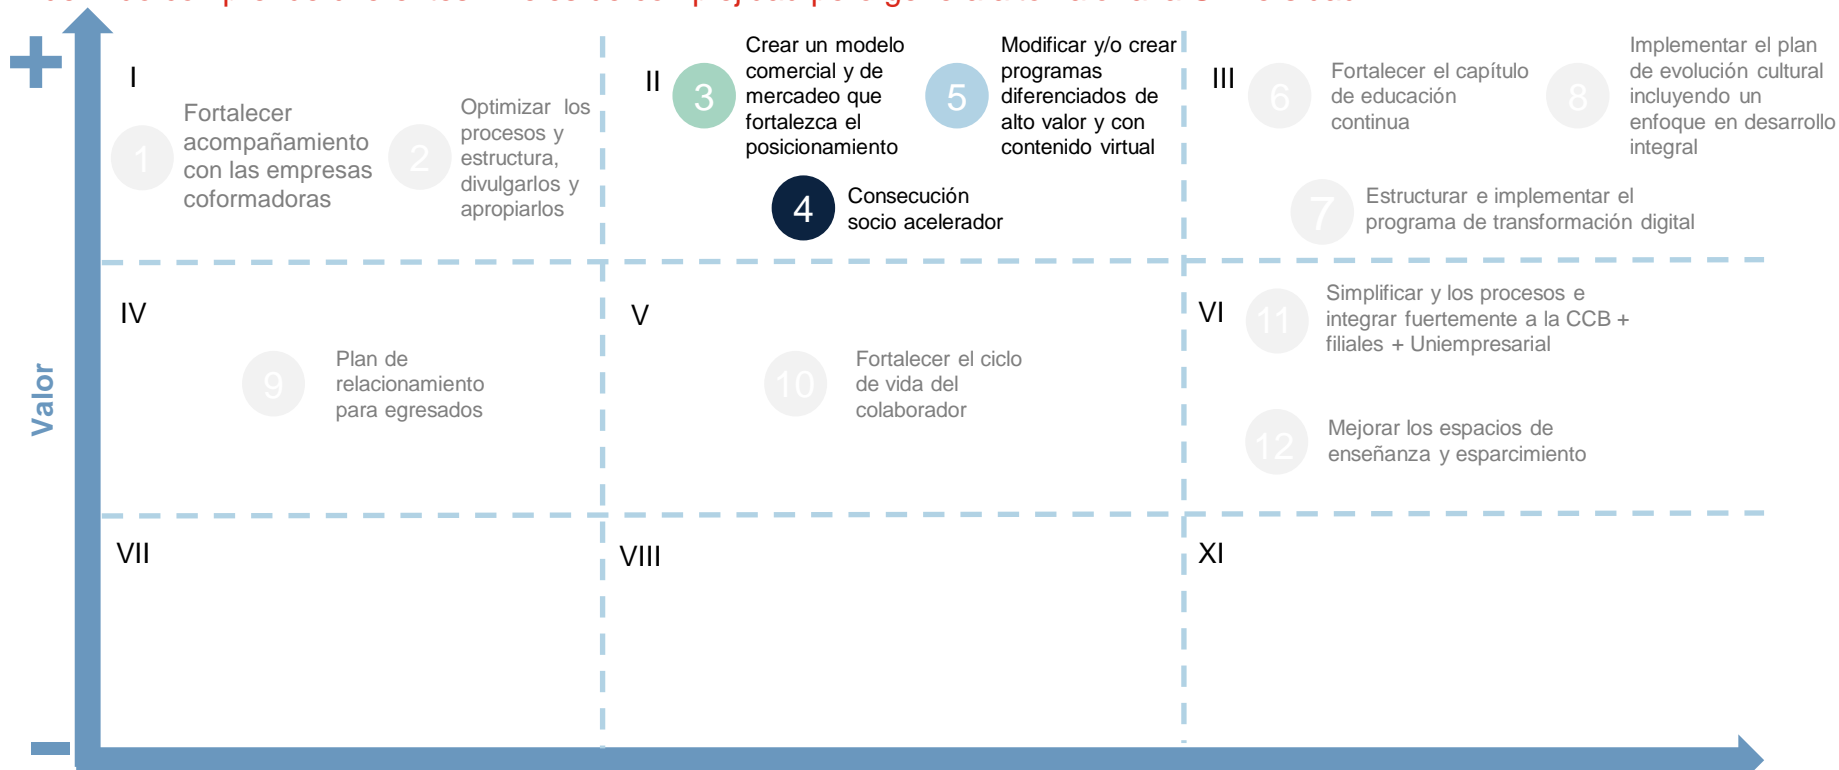 I
1
Fortalecer
acompañamiento
con las empresas
coformadoras
2
Optimizar los
procesos y
estructura,
divulgarlos y
apropiarlos
II
3
Crear un modelo
comercial y de
mercadeo que
fortalezca el
posicionamiento
5
Modificar y/o crear
programas
diferenciados de
alto valor y con
contenido virtual
4
Consecución
socio acelerador
III
6
Fortalecer el capítulo
de educación
continua
8
Implementar el plan
de evolución cultural
incluyendo un
enfoque en desarrollo
integral
7
Estructurar e implementar el
programa de transformación digital
Valor
IV
9
Plan de
relacionamiento
para egresados
V
10
Fortalecer el ciclo
de vida del
colaborador
VI
11
Simplificar y los procesos e
integrar fuertemente a la CCB +
filiales + Uniempresarial
12
Mejorar los espacios de
enseñanza y esparcimiento
VII
VIII
XI